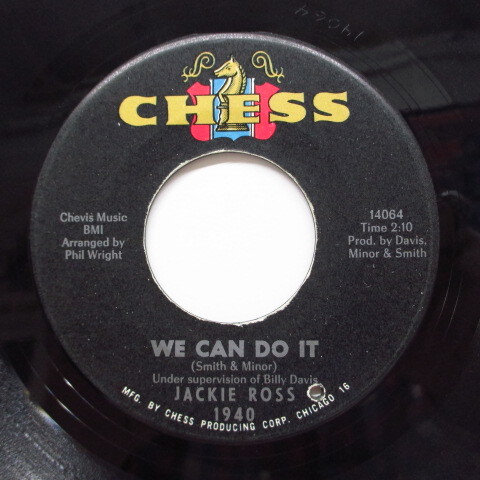 14064
CHESS
Chevis Music
BMI
Arranged by
Phil Wright
14064
Time 2:10
Prod. by Davis,
Minor & Smith
WE CAN DO IT
(Smith & Minor)
Under supervision of Billy Davis
JACKIE ROSS
1940
MFG. BY CHESS PRODUCING CORP. CHICAGO 16